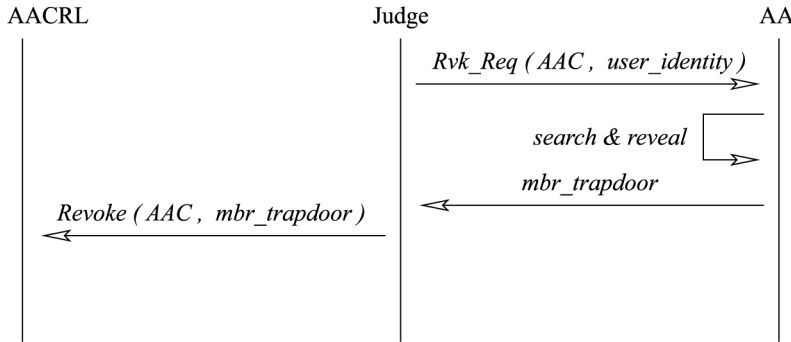 AACRL Judge AA
Rvk_Req ( AAC , user_identity )
search & reveal
mbr_trapdoor
Revoke ( AAC , mbr_trapdoor )